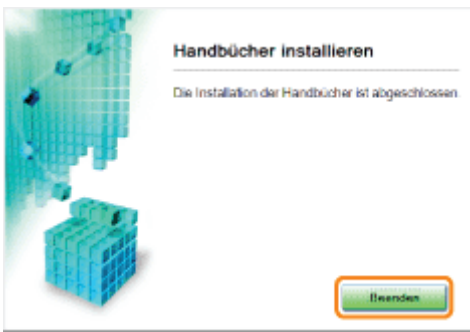 Handbücher installieren
Die Installation der Handbücher ist abgeschlossen.
Beenden